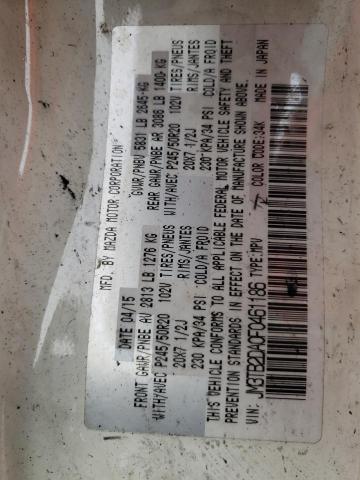 MFD. BY MAZDA MOTOR CORPORATION
DATE 04/15 GVWR/PNBV 5831 LB 2645 KG
FRONT GAWR/PNBE AV 2813 LB 1276 KG REAR GAWR/PNBE AR 3086 LB 1400 KG
WITH/AVEC P245/50R20 102V TIRES/PNEUS WITH/AVEC P245/50R20 102V TIRES/PNEUS
20X7 1/2J RIMS/JANTES 20X7 1/2J RIMS/JANTES
230 KPA/34 PSI COLD/A FROID 230 KPA/34 PSI COLD/A FROID
THIS VEHICLE CONFORMS TO ALL APPLICABLE FEDERAL MOTOR VEHICLE SAFETY AND THEFT
PREVENTION STANDARDS IN EFFECT ON THE DATE OF MANUFACTURE SHOWN ABOVE.
VIN: JM3TB2DA0F0461186 TYPE:MPV COLOR CODE:34K MADE IN JAPAN